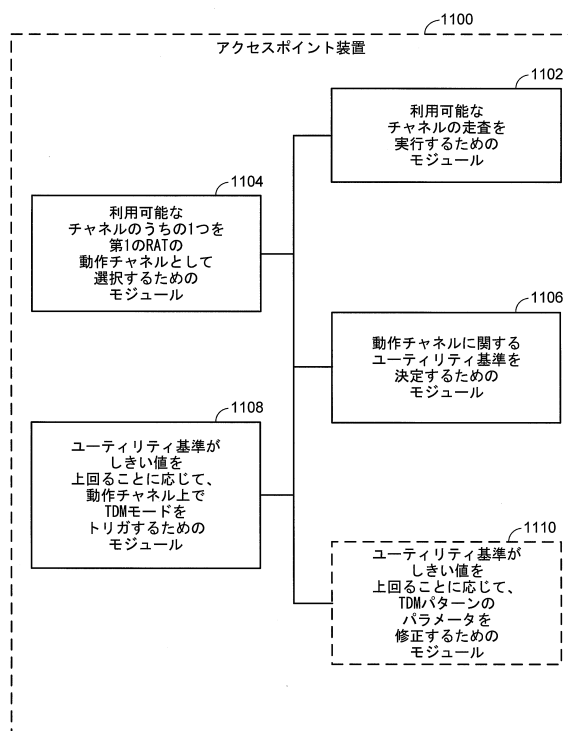 1100
アクセスポイント装置
1102
利用可能な
チャネルの走査を
実行するための
モジュール
1104
利用可能な
チャネルのうちの1つを
第1のRATの
動作チャネルとして
選択するための
モジュール
1106
動作チャネルに関する
ユーティリティ基準を
決定するための
モジュール
1108
ユーティリティ基準が
しきい値を
上回ることに応じて、
動作チャネル上で
TDMモードを
トリガするための
モジュール
1110
ユーティリティ基準が
しきい値を
上回ることに応じて、
TDMパターンの
パラメータを
修正するための
モジュール